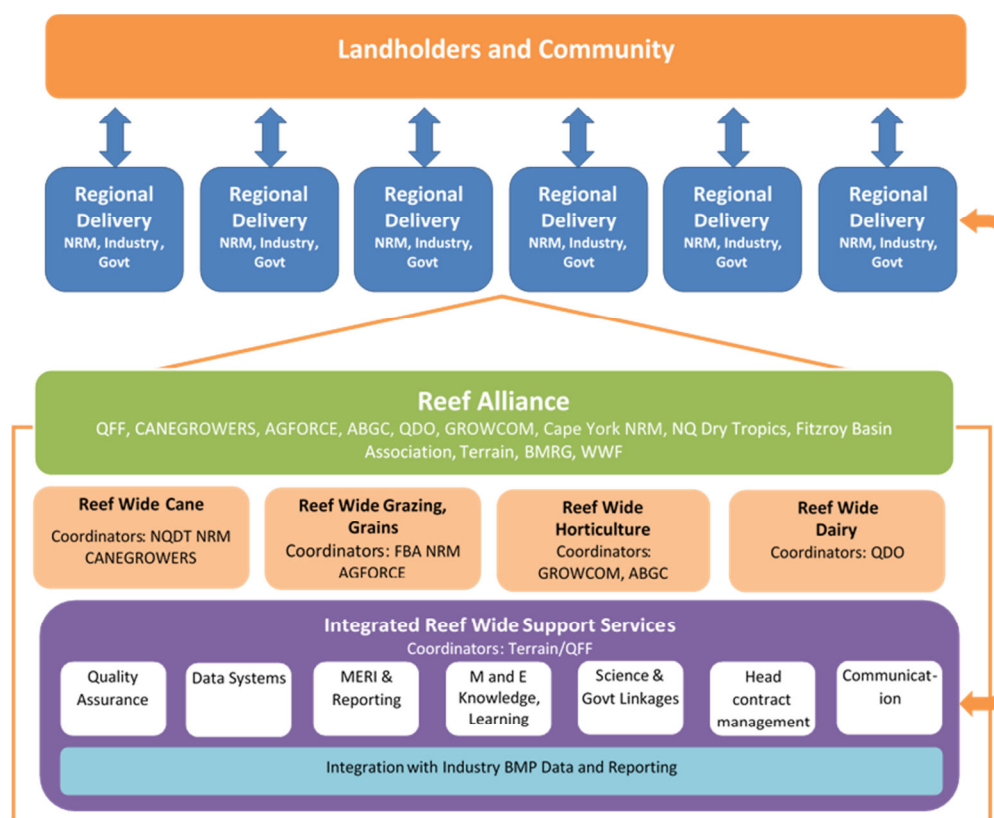 Landholders and Community
Regional
Delivery
NRM, Industry,
Govt
Regional
Delivery
NRM, Industry,
Govt
Regional
Delivery
NRM, Industry,
Govt
Regional
Delivery
NRM, Industry,
Govt
Regional
Delivery
NRM, Industry,
Govt
Regional
Delivery
NRM, Industry,
Govt
Reef Alliance
QFF, CANEGROWERS, AGFORCE, ABGC, QDO, GROWCOM, Cape York NRM, NQ Dry Tropics, Fitzroy Basin
Association, Terrain, BMRG, WWF
Reef Wide Cane
Coordinators: NQDT NRM
CANEGROWERS
Reef Wide Grazing,
Grains
Coordinators: FBA NRM
AGFORCE
Reef Wide
Horticulture
Coordinators:
GROWCOM, ABGC
Reef Wide
Dairy
Coordinators: QDO
Integrated Reef Wide Support Services
Coordinators: Terrain/QFF
Quality
Assurance
Data Systems
MERI &
Reporting
M and E
Knowledge,
Learning
Science &
Govt Linkages
Head
contract
management
Communicat-
ion
Integration with Industry BMP Data and Reporting